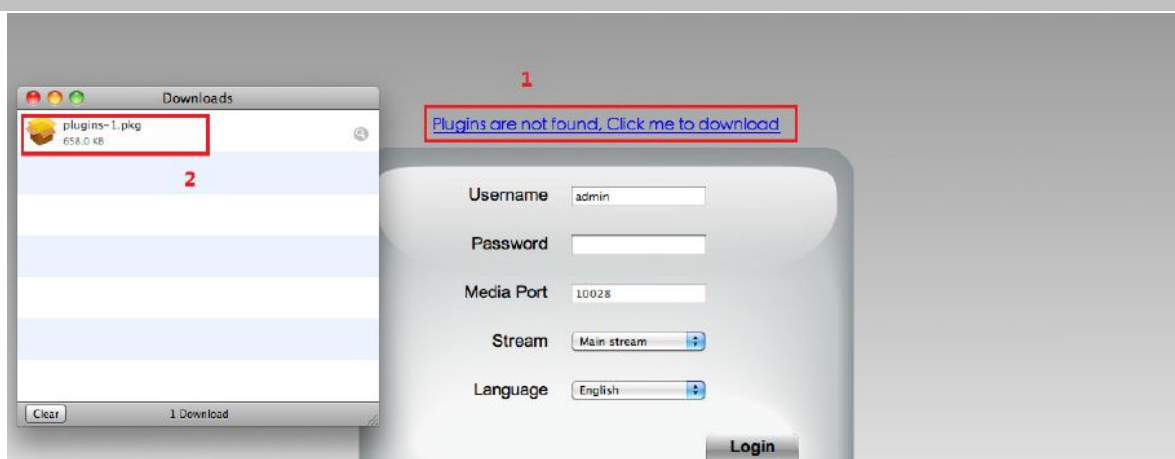 Downloads
plugins-1.pkg
658.0 KB
2
Clear
1 Download
1
Plugins are not found, Click me to download
Username
admin
Password
Media Port
10028
Stream
Main stream
Language
English
Login